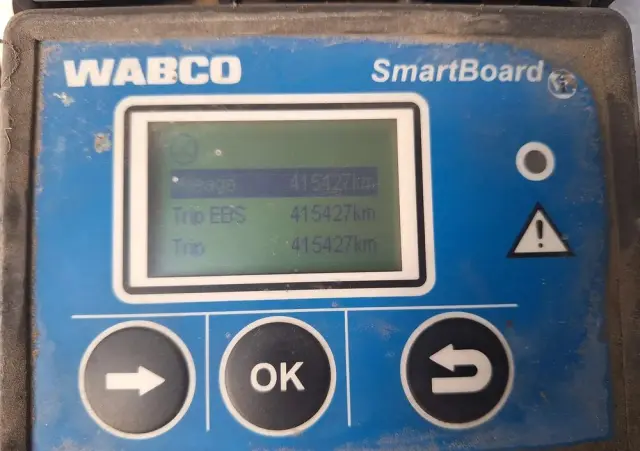 WABCO
SmartBoard
Mileage 415427km
Trip EBS 415427km
Trip 415427km
OK